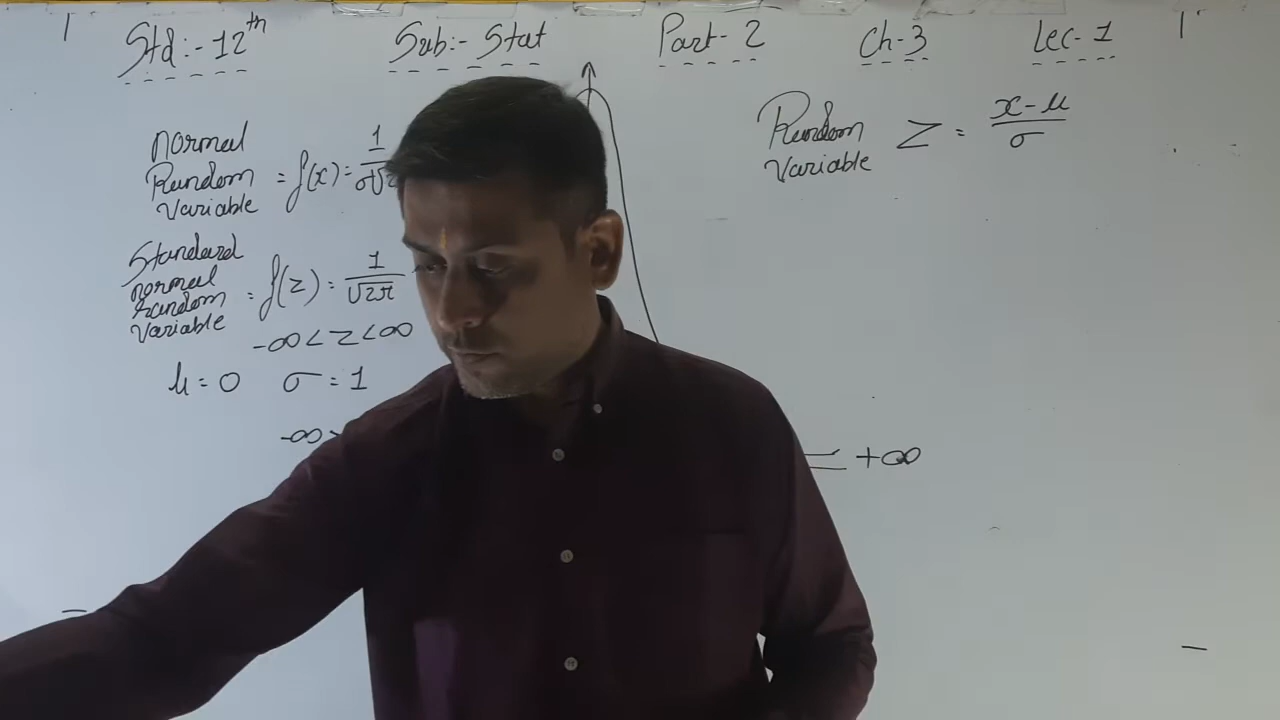 Std:- 12th Sub:- Stat Part- 2 Ch-3 Lec-1
Normal
Random
Variable = f(x) = 1/σ√2
Standard
normal
random
variable = f(z) = 1/√2π
-∞ < z < ∞
μ = 0 σ = 1
-∞
+∞
Random
Variable Z = x-μ/σ